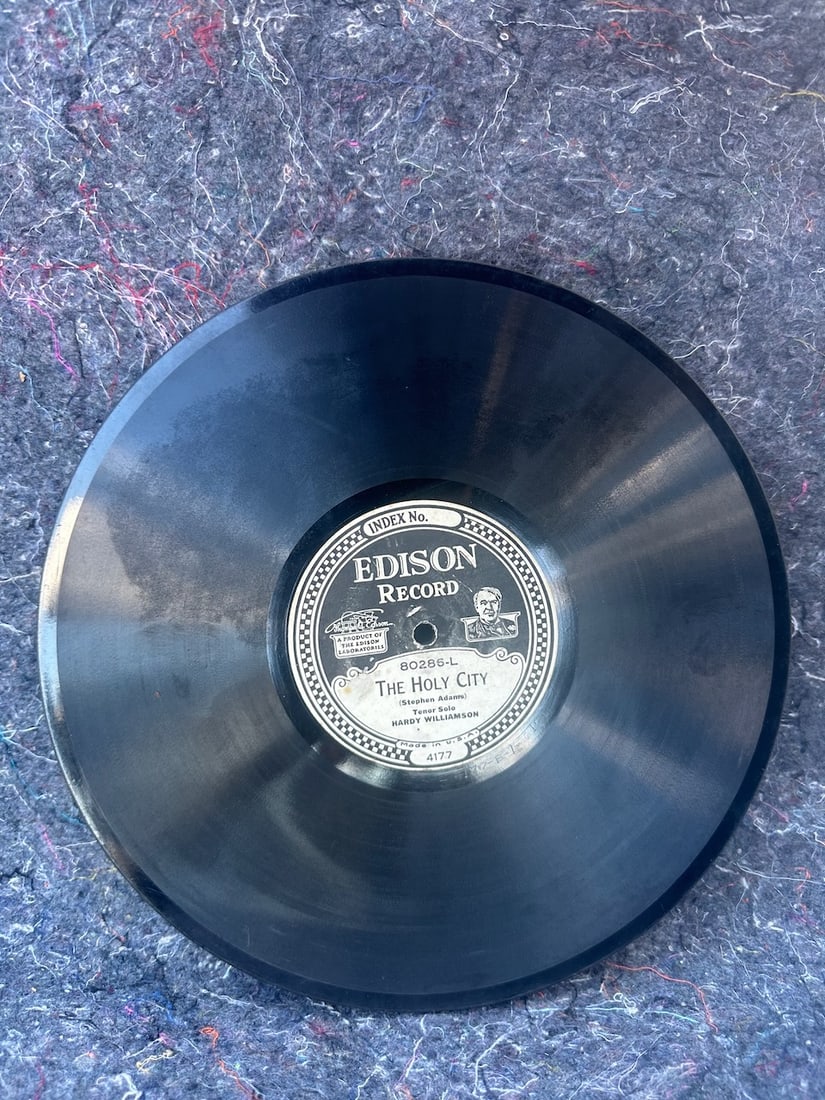 INDEX No.
EDISON
RECORD
A PRODUCT OF
THE EDISON
LABORATORIES
80286-L
THE HOLY CITY
(Stephen Adams)
Tenor Solo
HARDY WILLIAMSON
Made in U.S.A.
4177